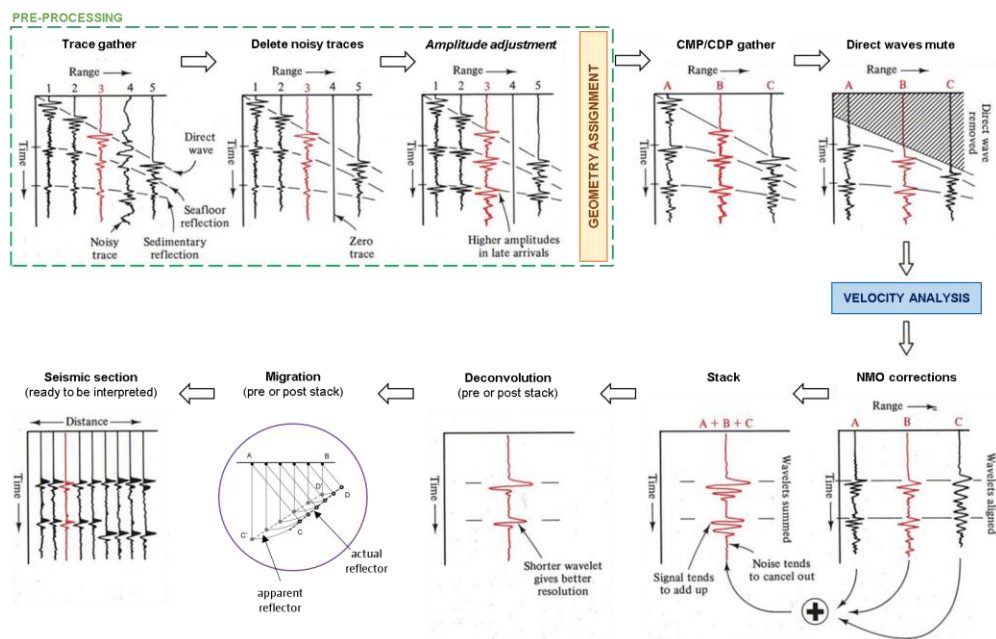 PRE-PROCESSING
Trace gather
Range
1 2 3 4 5
Time
Direct wave
Seafloor reflection
Noisy trace
Sedimentary reflection
Delete noisy traces
Range
1 2 3 4 5
Time
Zero trace
Amplitude adjustment
Range
1 2 3 4 5
Time
Higher amplitudes
in late arrivals
GEOMETRY ASSIGNMENT
CMP/CDP gather
Range
A B C
Time
Direct waves mute
Range
A B C
Time
Direct wave
removed
VELOCITY ANALYSIS
NMO corrections
Range
A B C
Time
Wavelets aligned
+
Stack
A + B + C
Time
Wavelets summed
Signal tends
to add up
Noise tends
to cancel out
Deconvolution
(pre or post stack)
Time
Shorter wavelet
gives better
resolution
Migration
(pre or post stack)
A B
D'
D
C
C'
actual
reflector
apparent
reflector
Seismic section
(ready to be interpreted)
Distance
Time